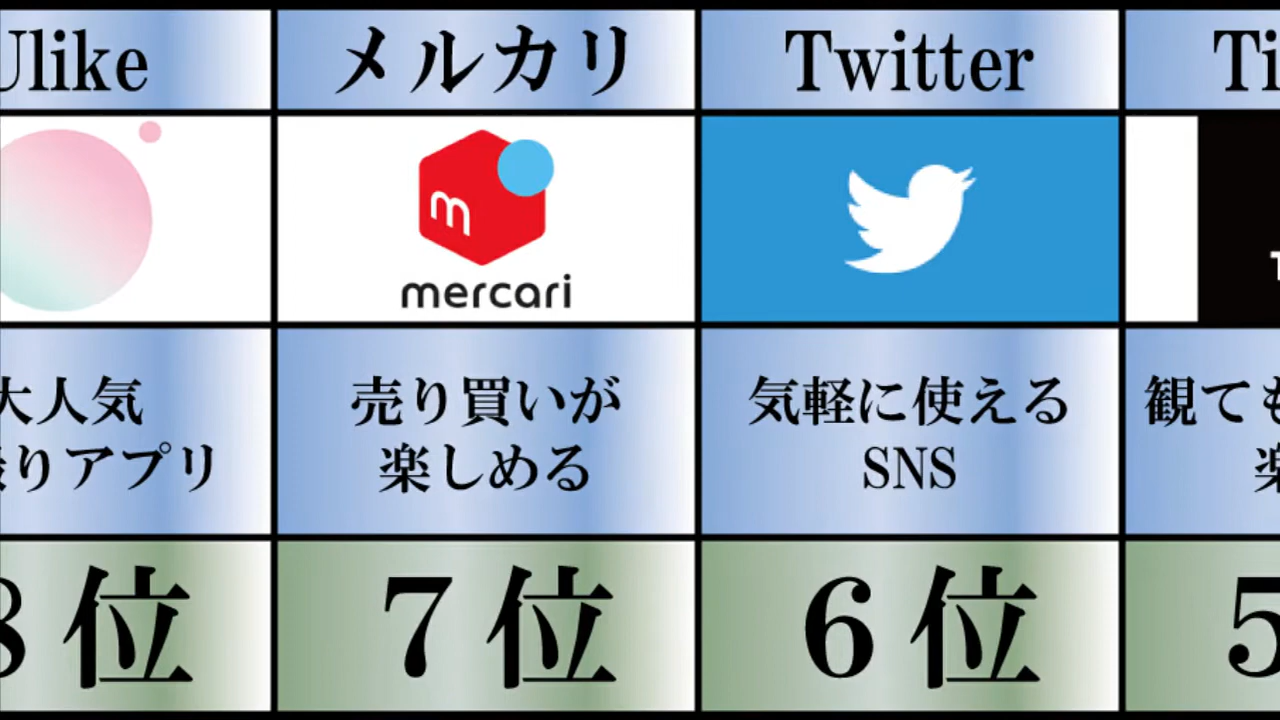 Ulike
メルカリ
Twitter
Ti
mercari
大人気
りアプリ
売り買いが
楽しめる
気軽に使える
SNS
観ても
楽
8位
7位
6位
5